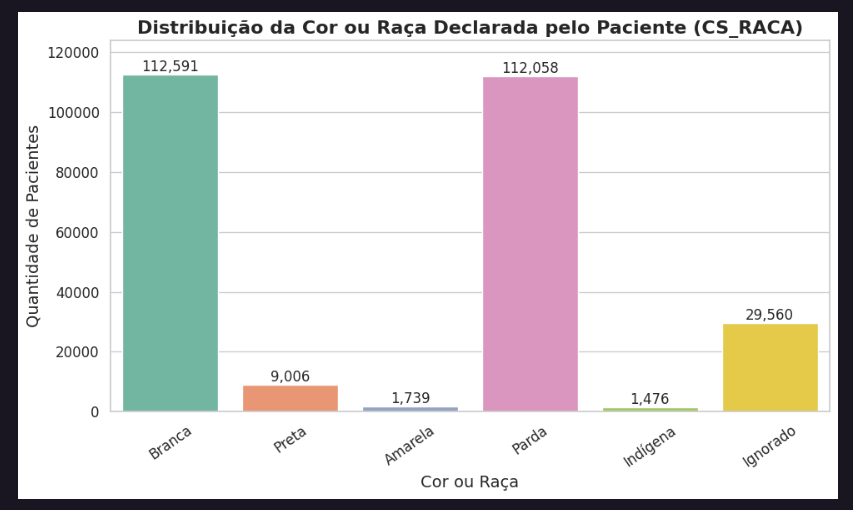 Distribuição da Cor ou Raça Declarada pelo Paciente (CS_RACA)
Quantidade de Pacientes
120000
100000
80000
60000
40000
20000
0
112,591
9,006
1,739
112,058
1,476
29,560
Branca
Preta
Amarela
Parda
Indígena
Ignorado
Cor ou Raça